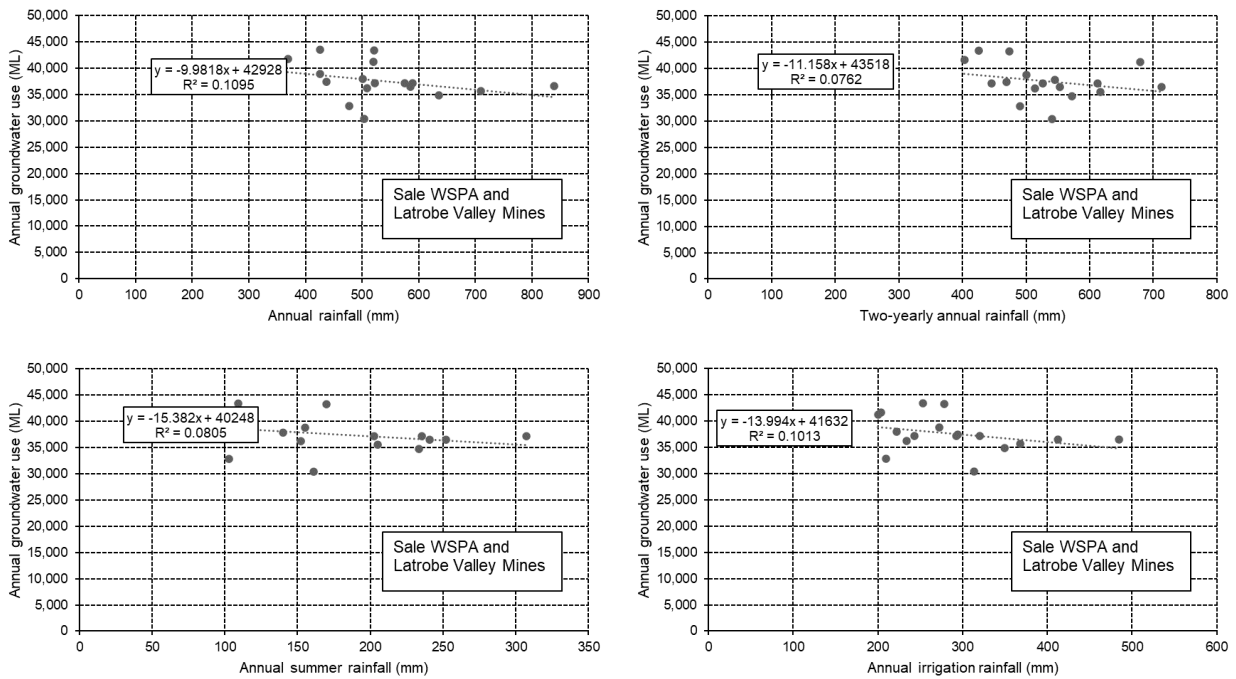 50,000
45,000
40,000
35,000
30,000
25,000
20,000
15,000
10,000
5,000
0
Annual groundwater use (ML)
y = -9.9818x + 42928
R² = 0.1095
Sale WSPA and
Latrobe Valley Mines
0 100 200 300 400 500 600 700 800 900
Annual rainfall (mm)
50,000
45,000
40,000
35,000
30,000
25,000
20,000
15,000
10,000
5,000
0
Annual groundwater use (ML)
y = -11.158x + 43518
R² = 0.0762
Sale WSPA and
Latrobe Valley Mines
0 100 200 300 400 500 600 700 800
Two-yearly annual rainfall (mm)
50,000
45,000
40,000
35,000
30,000
25,000
20,000
15,000
10,000
5,000
0
Annual groundwater use (ML)
y = -15.382x + 40248
R² = 0.0805
Sale WSPA and
Latrobe Valley Mines
0 50 100 150 200 250 300 350
Annual summer rainfall (mm)
50,000
45,000
40,000
35,000
30,000
25,000
20,000
15,000
10,000
5,000
0
Annual groundwater use (ML)
y = -13.994x + 41632
R² = 0.1013
Sale WSPA and
Latrobe Valley Mines
0 100 200 300 400 500 600
Annual irrigation rainfall (mm)